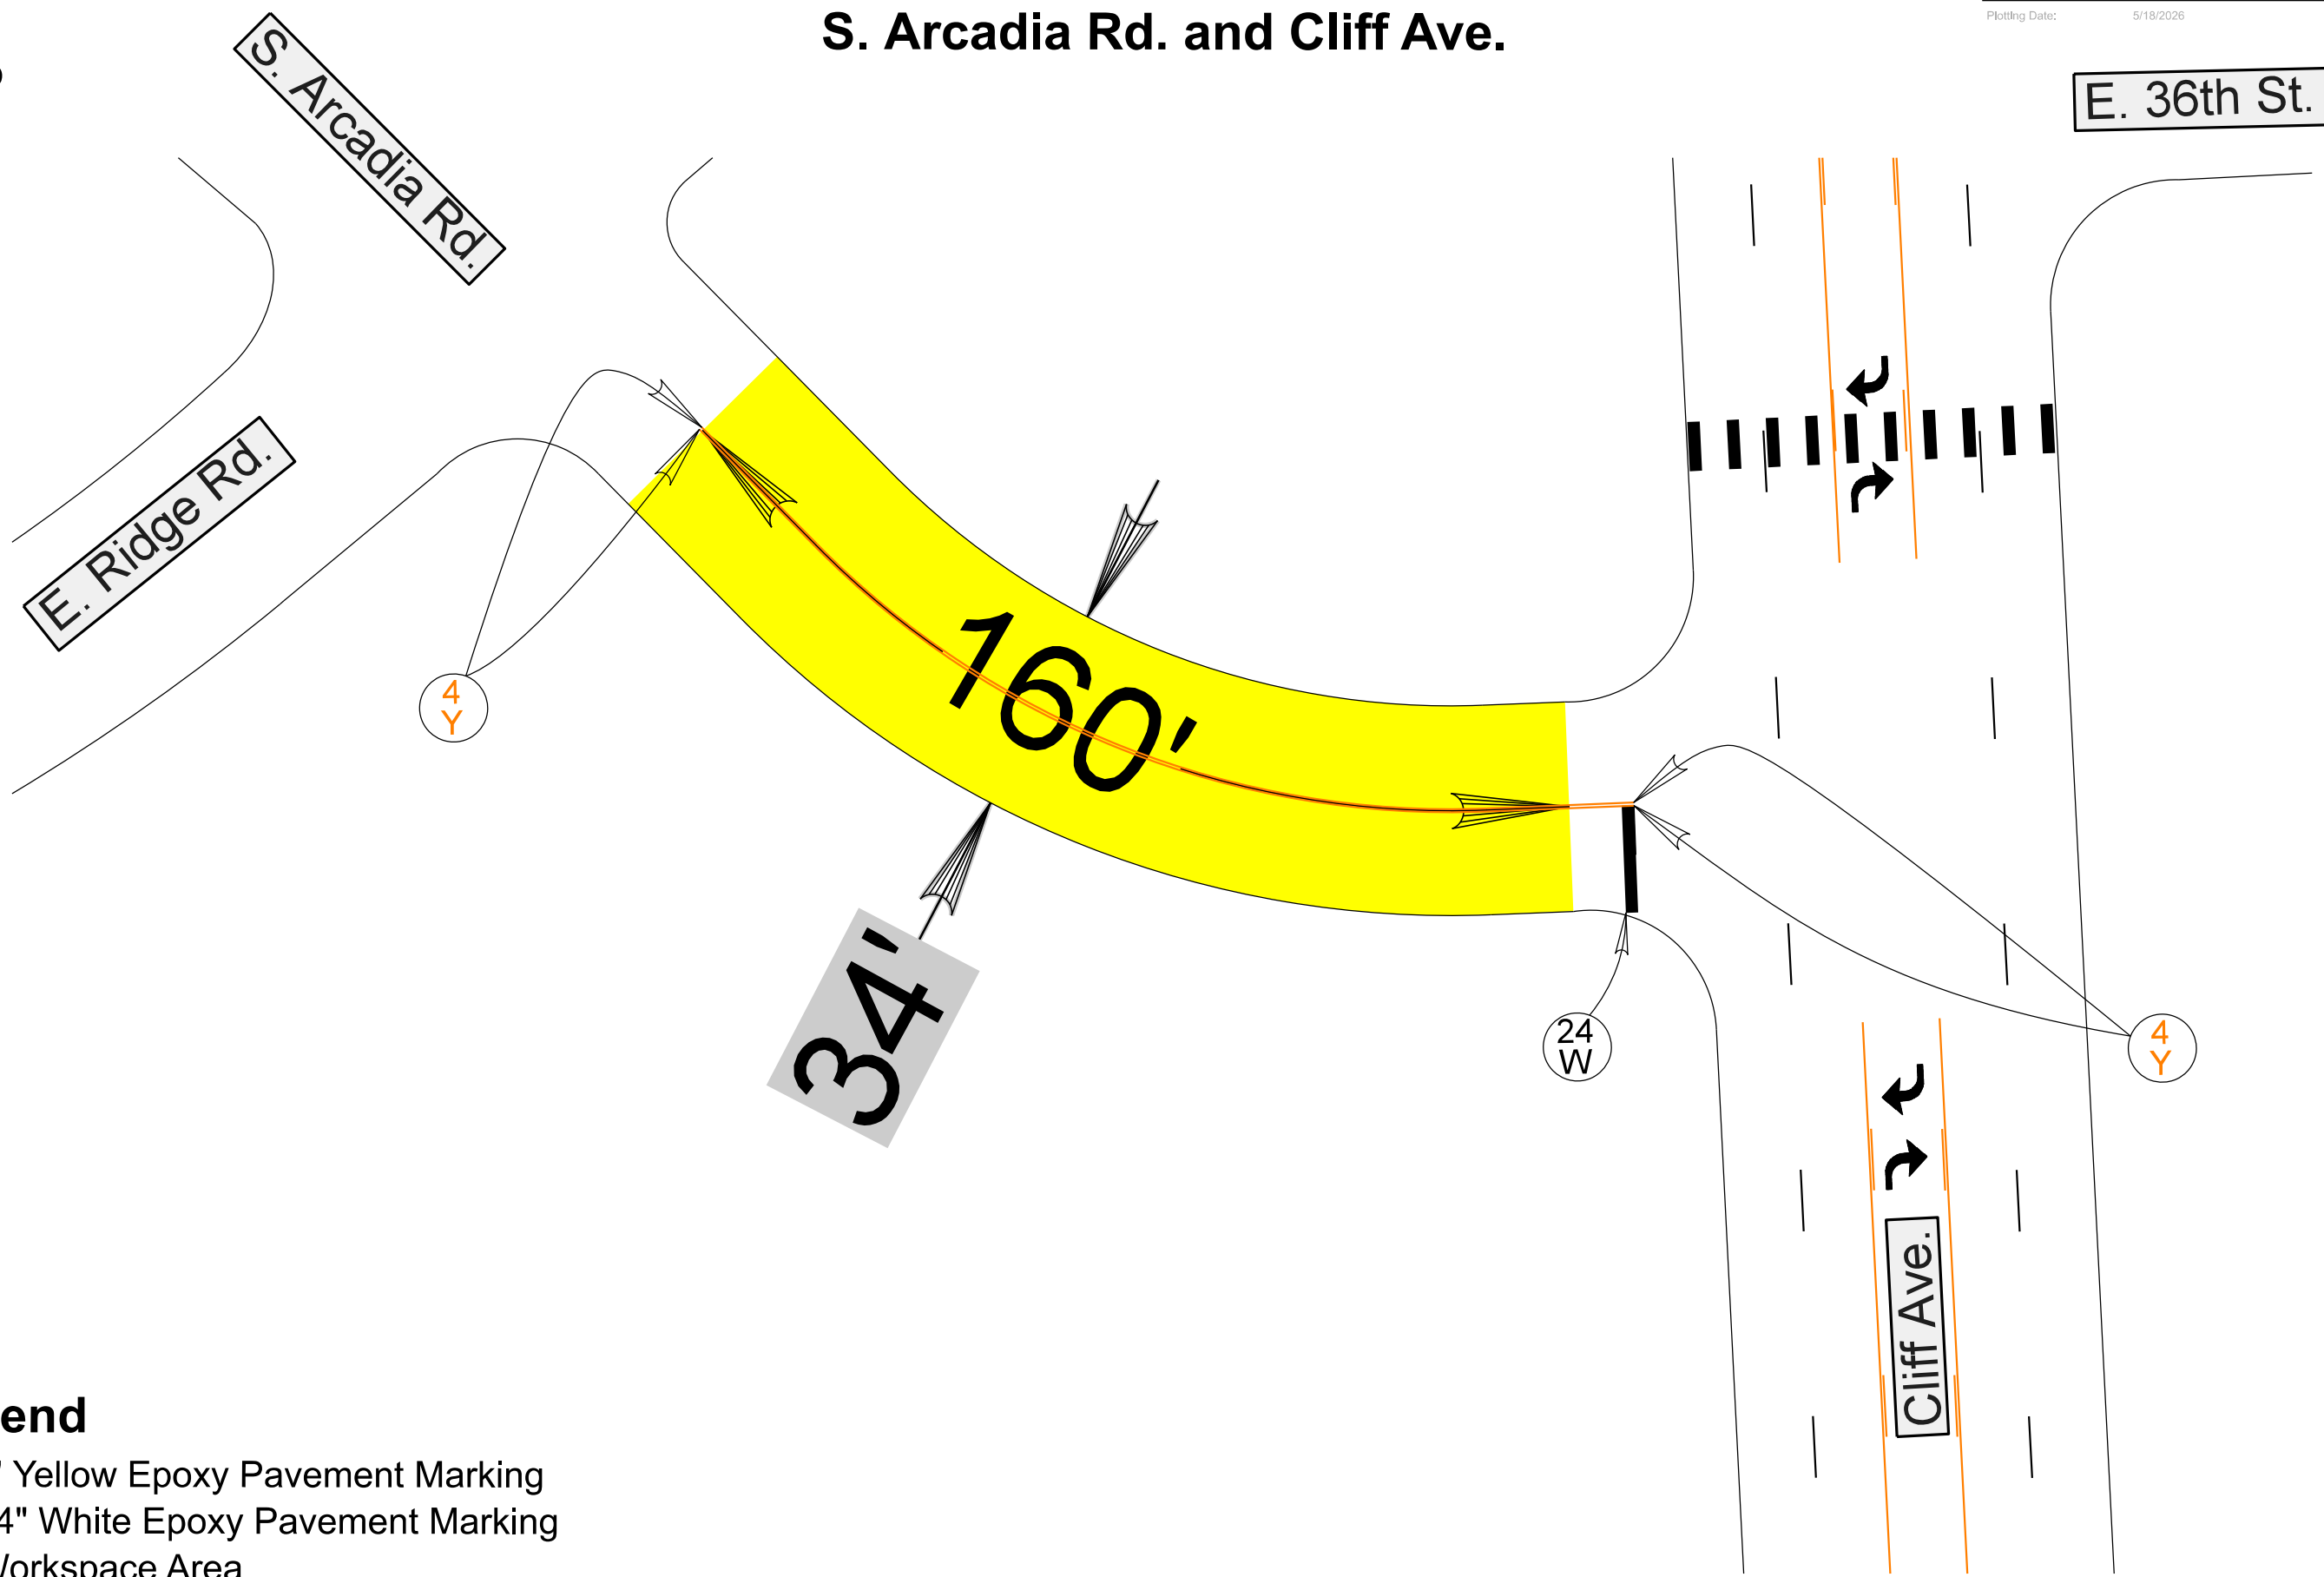 S. Arcadia Rd. and Cliff Ave.
Plotting Date: 5/18/2026
S. Arcadia Rd.
E. 36th St.
E. Ridge Rd.
160'
4
Y
34'
24
W
4
Y
Cliff Ave.
end
Yellow Epoxy Pavement Marking
4" White Epoxy Pavement Marking
Workspace Area